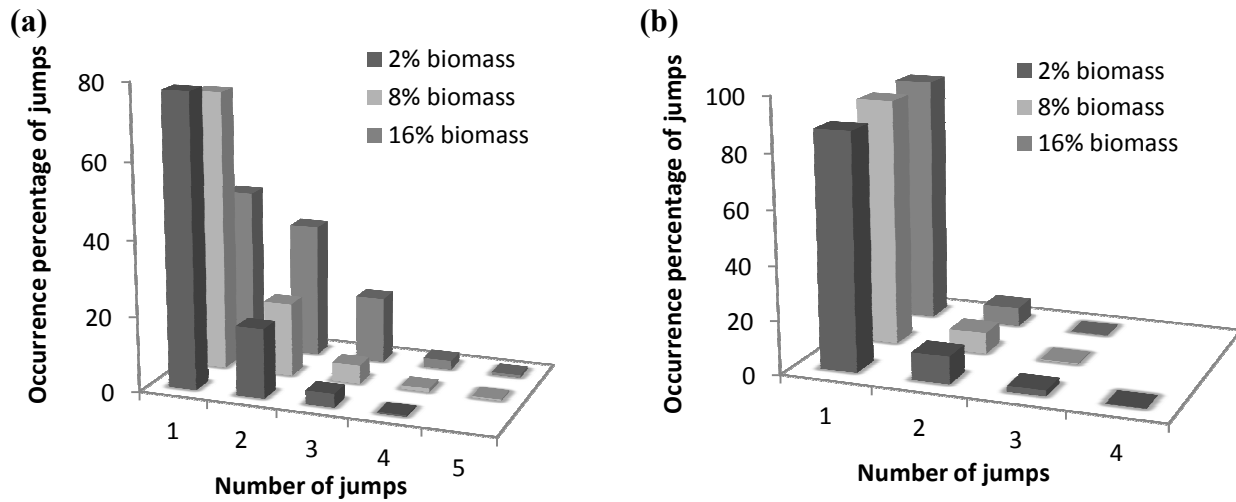 (a)
Occurrence percentage of jumps
80
60
40
20
0
2% biomass
8% biomass
16% biomass
1
2
3
4
5
Number of jumps
(b)
Occurrence percentage of jumps
100
80
60
40
20
0
2% biomass
8% biomass
16% biomass
1
2
3
4
Number of jumps